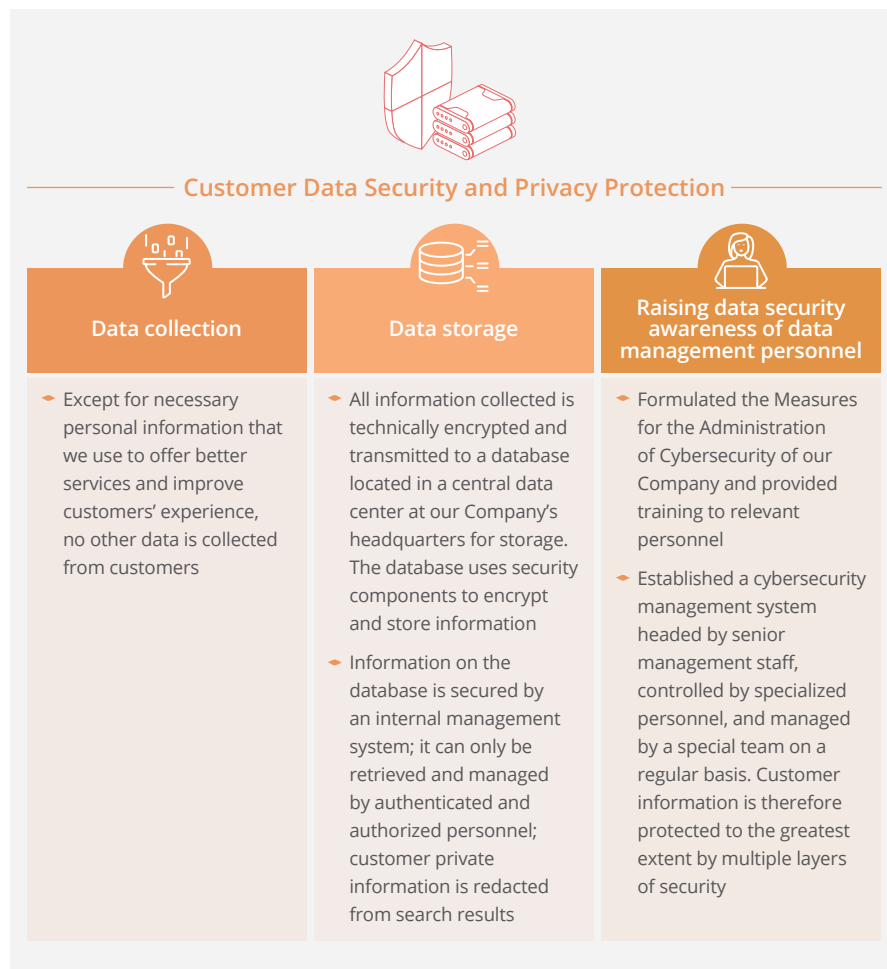 Customer Data Security and Privacy Protection
Data collection
Except for necessary
personal information that
we use to offer better
services and improve
customers’ experience,
no other data is collected
from customers
Data storage
All information collected is
technically encrypted and
transmitted to a database
located in a central data
center at our Company’s
headquarters for storage.
The database uses security
components to encrypt
and store information
Information on the
database is secured by
an internal management
system; it can only be
retrieved and managed
by authenticated and
authorized personnel;
customer private
information is redacted
from search results
Raising data security
awareness of data
management personnel
Formulated the Measures
for the Administration
of Cybersecurity of our
Company and provided
training to relevant
personnel
Established a cybersecurity
management system
headed by senior
management staff,
controlled by specialized
personnel, and managed
by a special team on a
regular basis. Customer
information is therefore
protected to the greatest
extent by multiple layers
of security